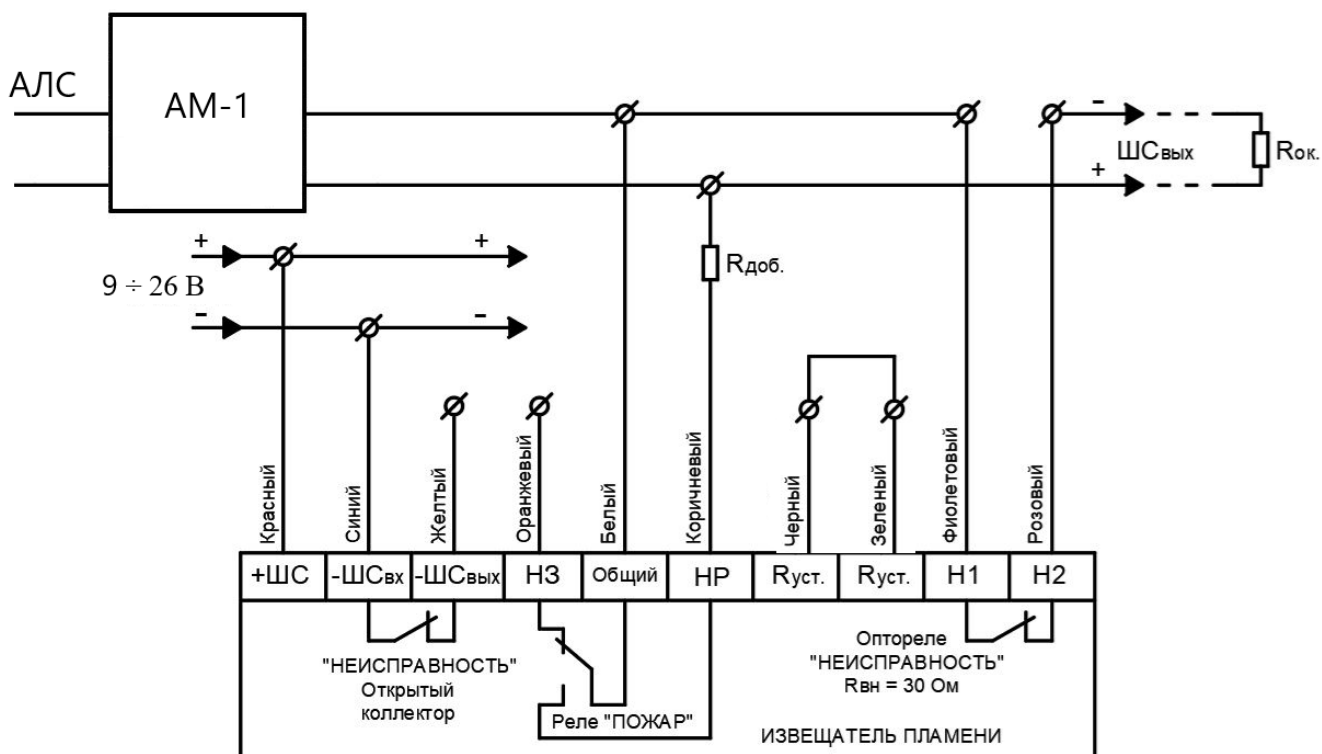 АЛС
АМ-1
-
ШСвых
+
Rок.
+ +
9 ÷ 26 В
- -
Rдоб.
Красный
Синий
Желтый
Оранжевый
Белый
Коричневый
Черный
Зеленый
Фиолетовый
Розовый
+ШС -ШСвх -ШСвых НЗ Общий НР Rуст. Rуст. Н1 Н2
"НЕИСПРАВНОСТЬ"
Открытый
коллектор
Реле "ПОЖАР"
Оптореле
"НЕИСПРАВНОСТЬ"
Rвн = 30 Ом
ИЗВЕЩАТЕЛЬ ПЛАМЕНИ